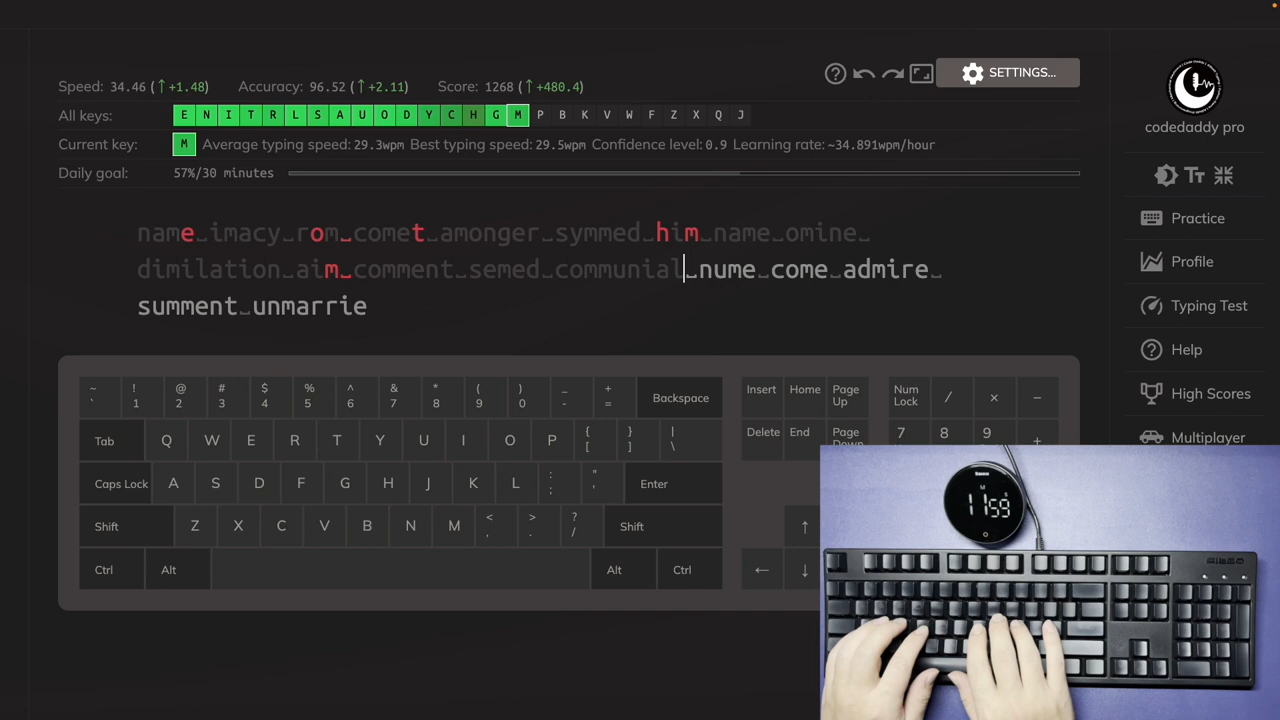 Speed: 34.46 (↑+1.48) Accuracy: 96.52 (↑+2.11) Score: 1268 (↑+480.4)
SETTINGS...
All keys: E N I T R L S A U O D Y C H G M P B K V W F Z X Q J
Current key: M Average typing speed: 29.3wpm Best typing speed: 29.5wpm Confidence level: 0.9 Learning rate: ~34.891wpm/hour
Daily goal: 57%/30 minutes
name␣imacy␣rom␣comet␣amonger␣symmed␣him␣name␣omine␣
dimilation␣aim␣comment␣semed␣communial␣nume␣come␣admire␣
summent␣unmarrie
~ ! @ # $ % ^ & * ( ) _ +
` 1 2 3 4 5 6 7 8 9 0 - = Backspace
Tab Q W E R T Y U I O P { [ } ] | \
Caps Lock A S D F G H J K L : ; " ' Enter
Shift Z X C V B N M < , > . ? / Shift
Ctrl Alt Alt Ctrl
Insert Home Page Up
Delete End Page Down
↑
← ↓
Num Lock / × −
7 8 9 +
codedaddy pro
Tт
Practice
Profile
Typing Test
Help
High Scores
Multiplayer
M
11 59